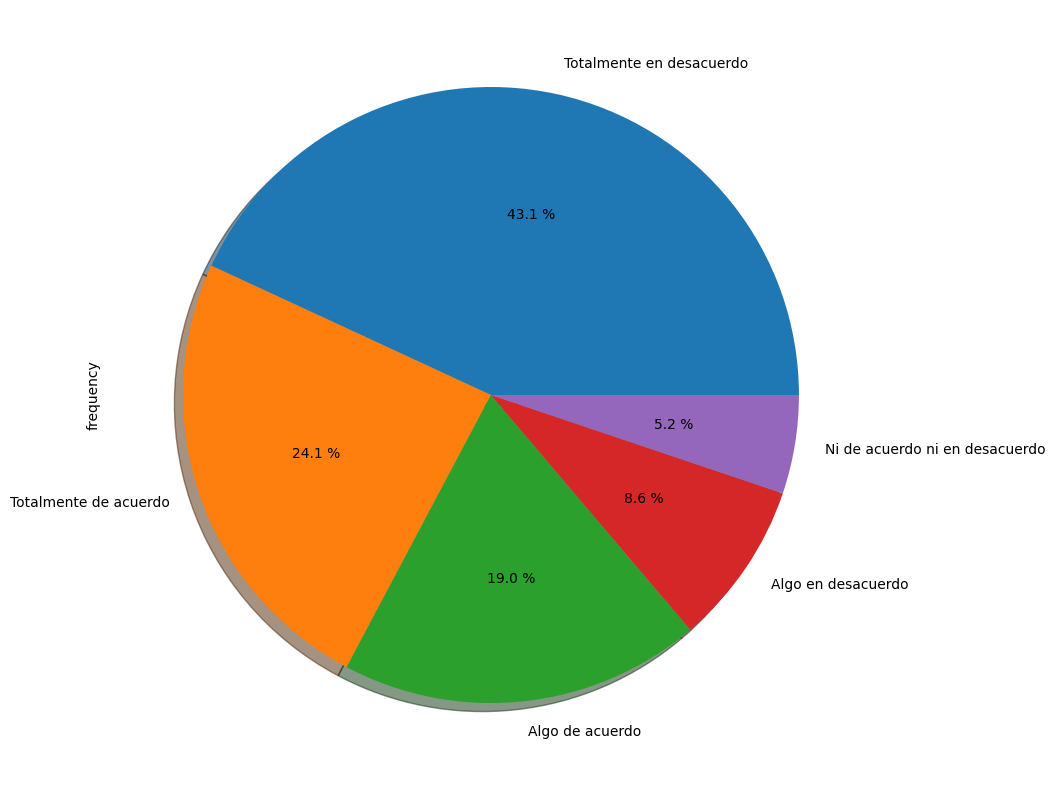 Totalmente en desacuerdo
43.1 %
frequency
24.1 %
Totalmente de acuerdo
5.2 %
Ni de acuerdo ni en desacuerdo
8.6 %
Algo en desacuerdo
19.0 %
Algo de acuerdo